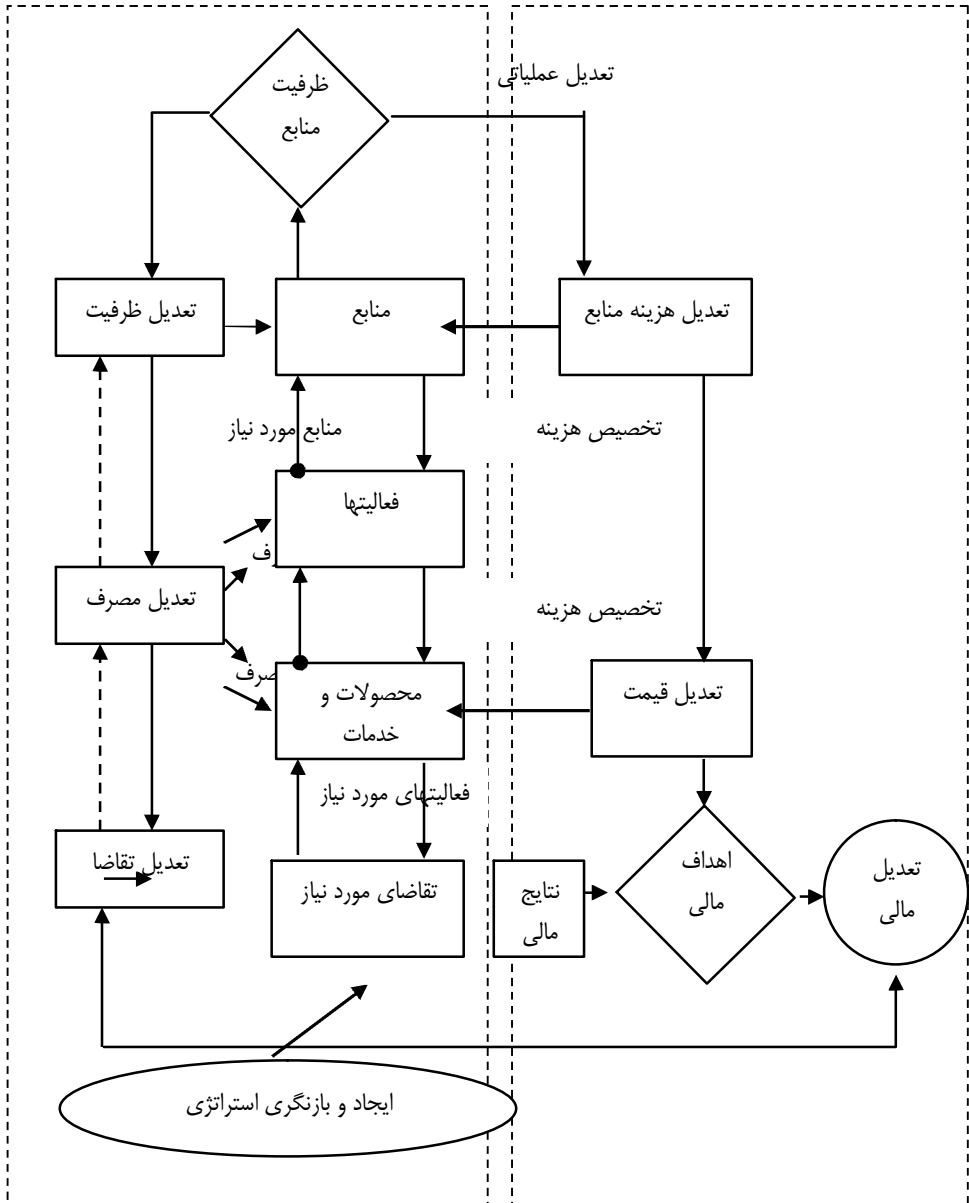 ظرفیت
منابع
تعدیل عملیاتی
تعدیل هزینه منابع
منابع
تعدیل ظرفیت
تخصیص هزینه
منابع مورد نیاز
فعالیتها
تعدیل مصرف
تخصیص هزینه
تعدیل قیمت
محصولات و
خدمات
فعالیتهای مورد نیاز
تعدیل تقاضا
تقاضای مورد نیاز
نتایج
مالی
اهداف
مالی
تعدیل
مالی
ایجاد و بازنگری استراتژی